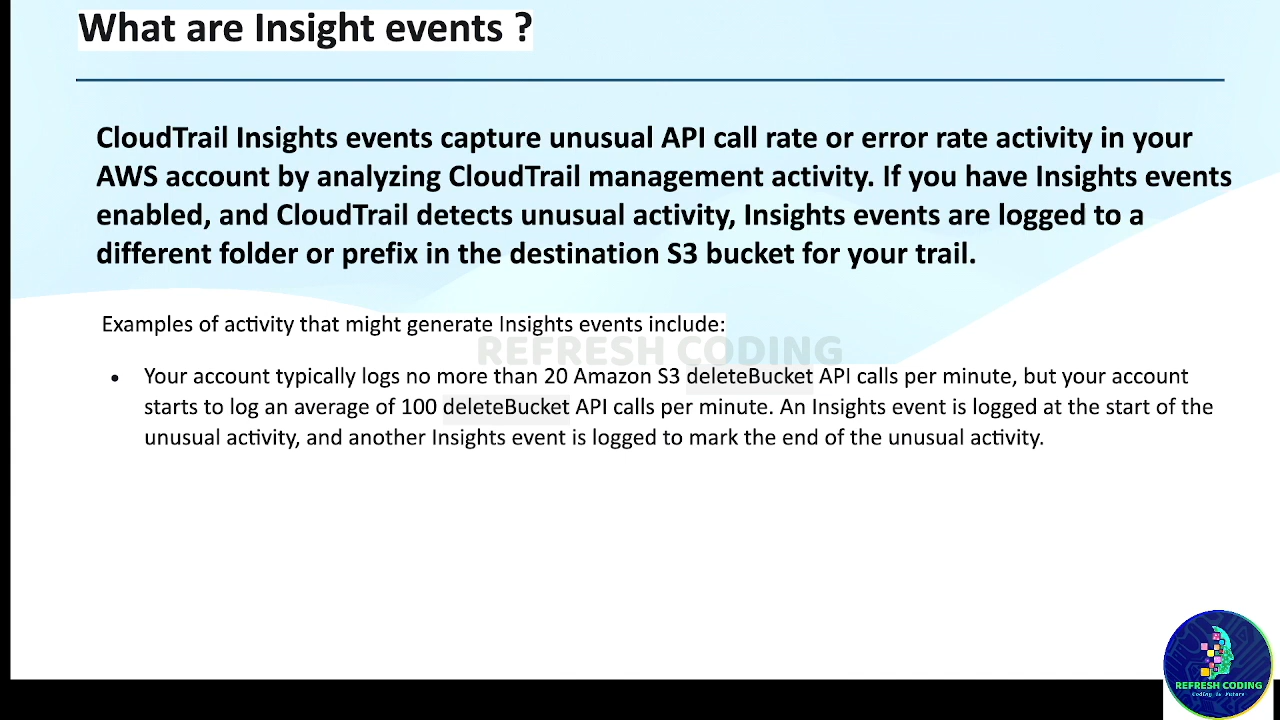 What are Insight events ?
CloudTrail Insights events capture unusual API call rate or error rate activity in your
AWS account by analyzing CloudTrail management activity. If you have Insights events
enabled, and CloudTrail detects unusual activity, Insights events are logged to a
different folder or prefix in the destination S3 bucket for your trail.
Examples of activity that might generate Insights events include:
REFRESH CODING
• Your account typically logs no more than 20 Amazon S3 deleteBucket API calls per minute, but your account
starts to log an average of 100 deleteBucket API calls per minute. An Insights event is logged at the start of the
unusual activity, and another Insights event is logged to mark the end of the unusual activity.
REFRESH CODING
Coding is Future